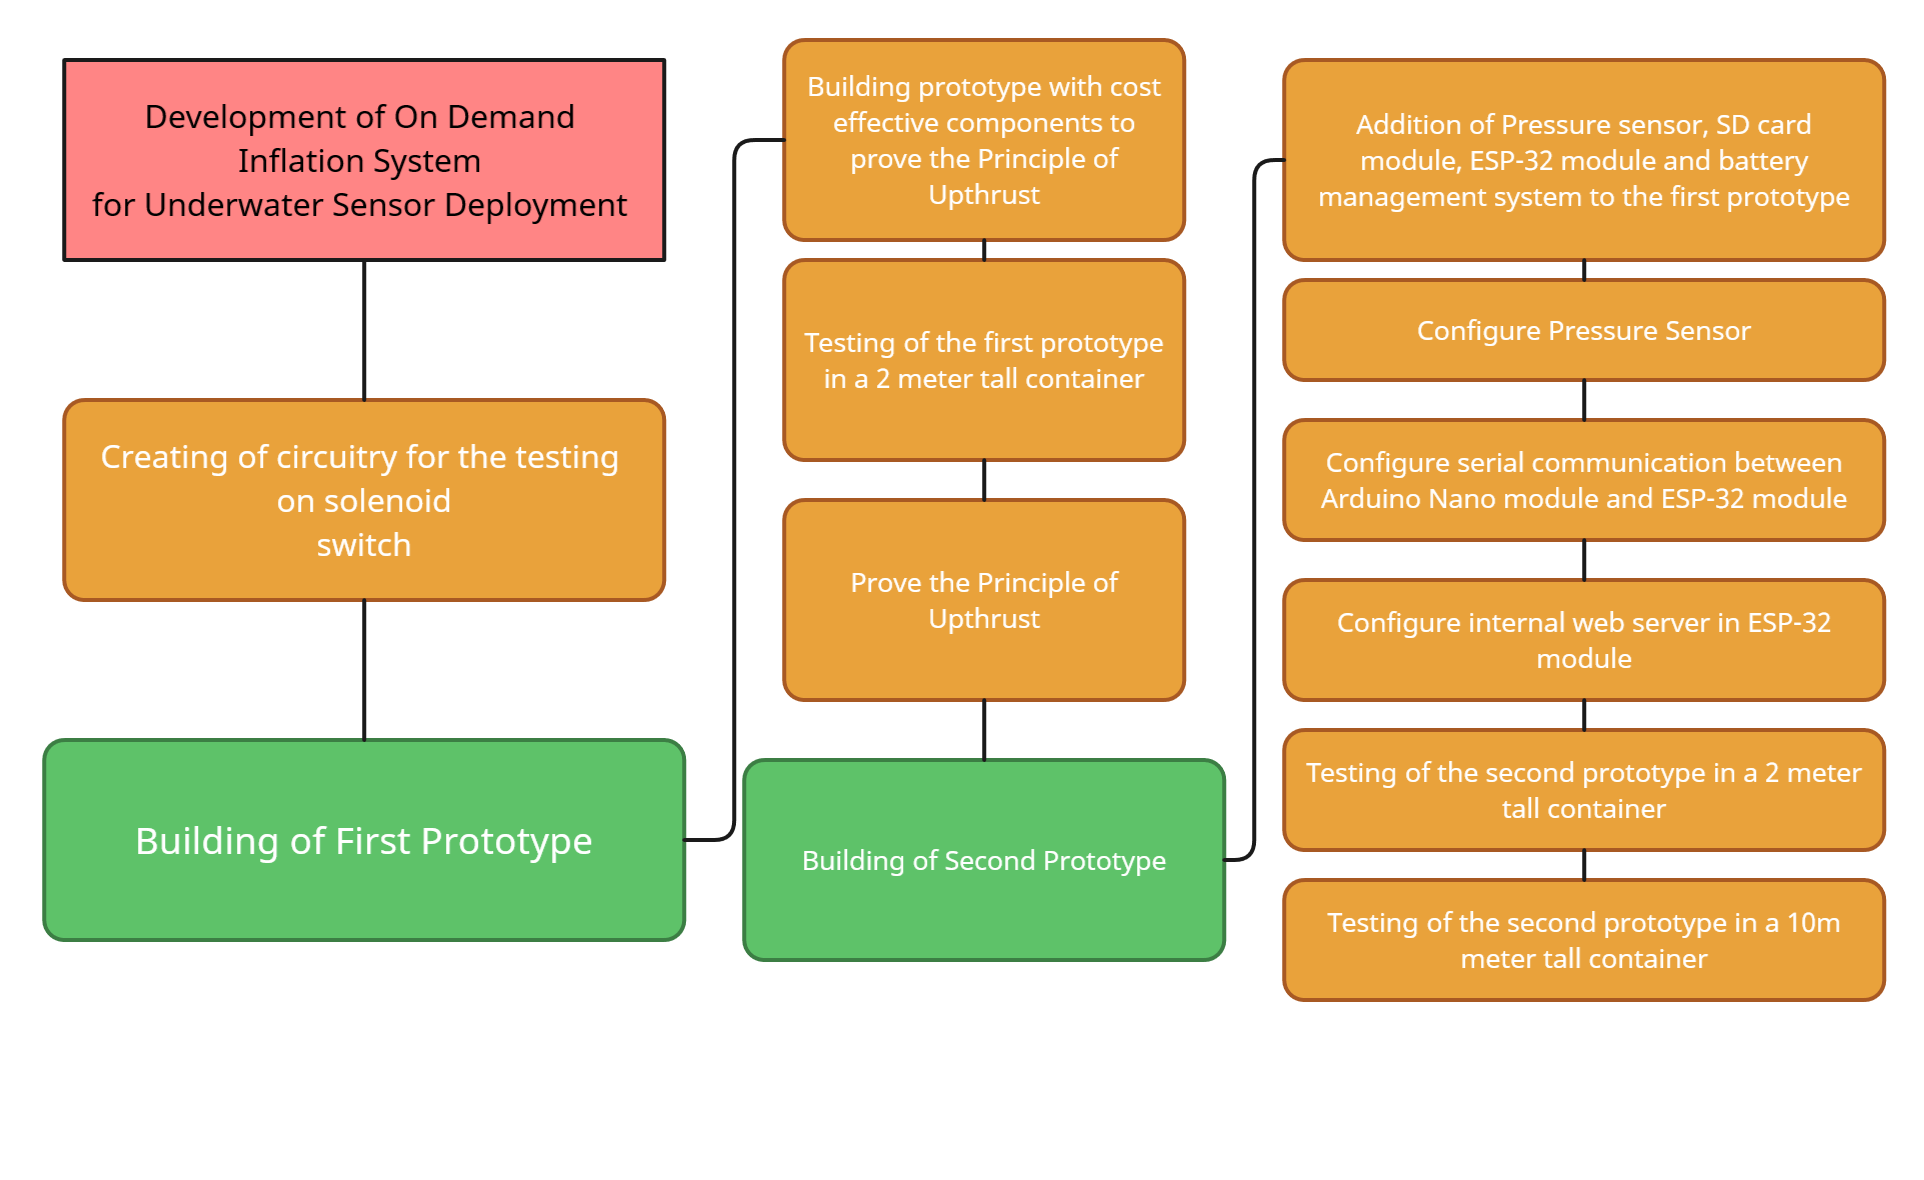 Development of On Demand
Inflation System
for Underwater Sensor Deployment
Creating of circuitry for the testing
on solenoid
switch
Building of First Prototype
Building prototype with cost
effective components to
prove the Principle of
Upthrust
Testing of the first prototype
in a 2 meter tall container
Prove the Principle of
Upthrust
Building of Second Prototype
Addition of Pressure sensor, SD card
module, ESP-32 module and battery
management system to the first prototype
Configure Pressure Sensor
Configure serial communication between
Arduino Nano module and ESP-32 module
Configure internal web server in ESP-32
module
Testing of the second prototype in a 2 meter
tall container
Testing of the second prototype in a 10m
meter tall container